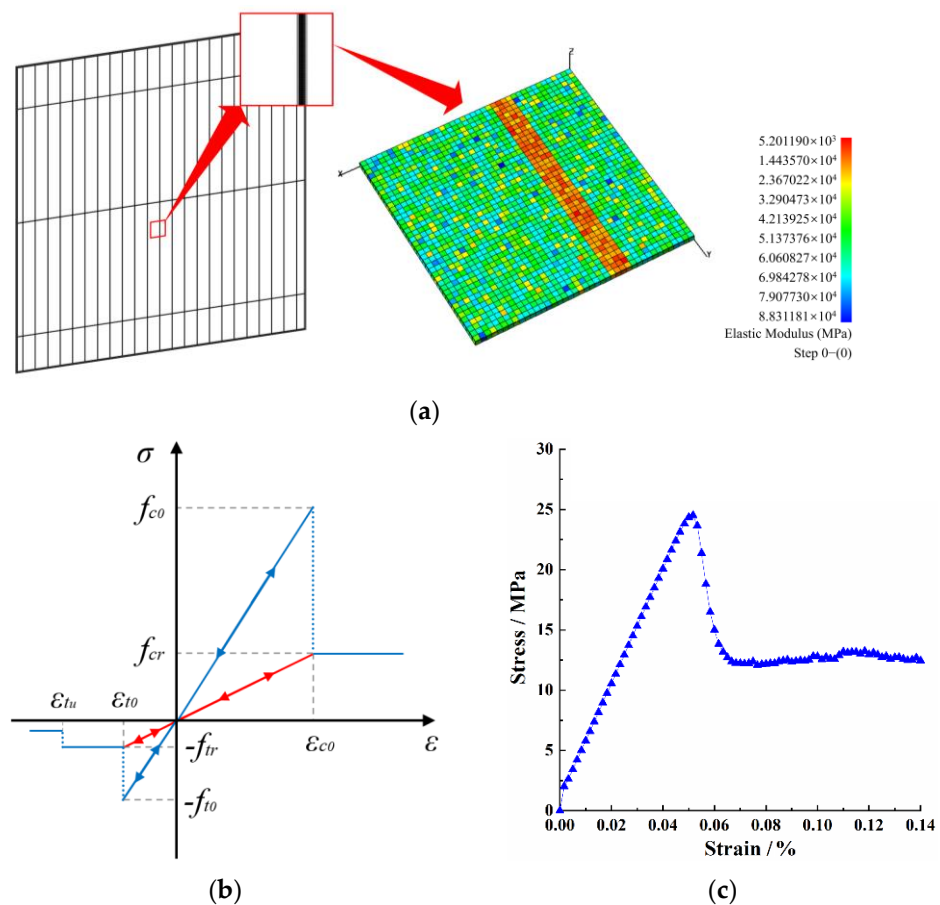 Z
X
Y
5.201190×10³
1.443570×10⁴
2.367022×10⁴
3.290473×10⁴
4.213925×10⁴
5.137376×10⁴
6.060827×10⁴
6.984278×10⁴
7.907730×10⁴
8.831181×10⁴
Elastic Modulus (MPa)
Step 0−(0)
(a)
σ
f_c0
f_cr
ε_tu ε_t0
ε_c0 ε
-f_tr
-f_t0
(b)
30
25
20
15
10
5
0
Stress / MPa
0.00 0.02 0.04 0.06 0.08 0.10 0.12 0.14
Strain / %
(c)